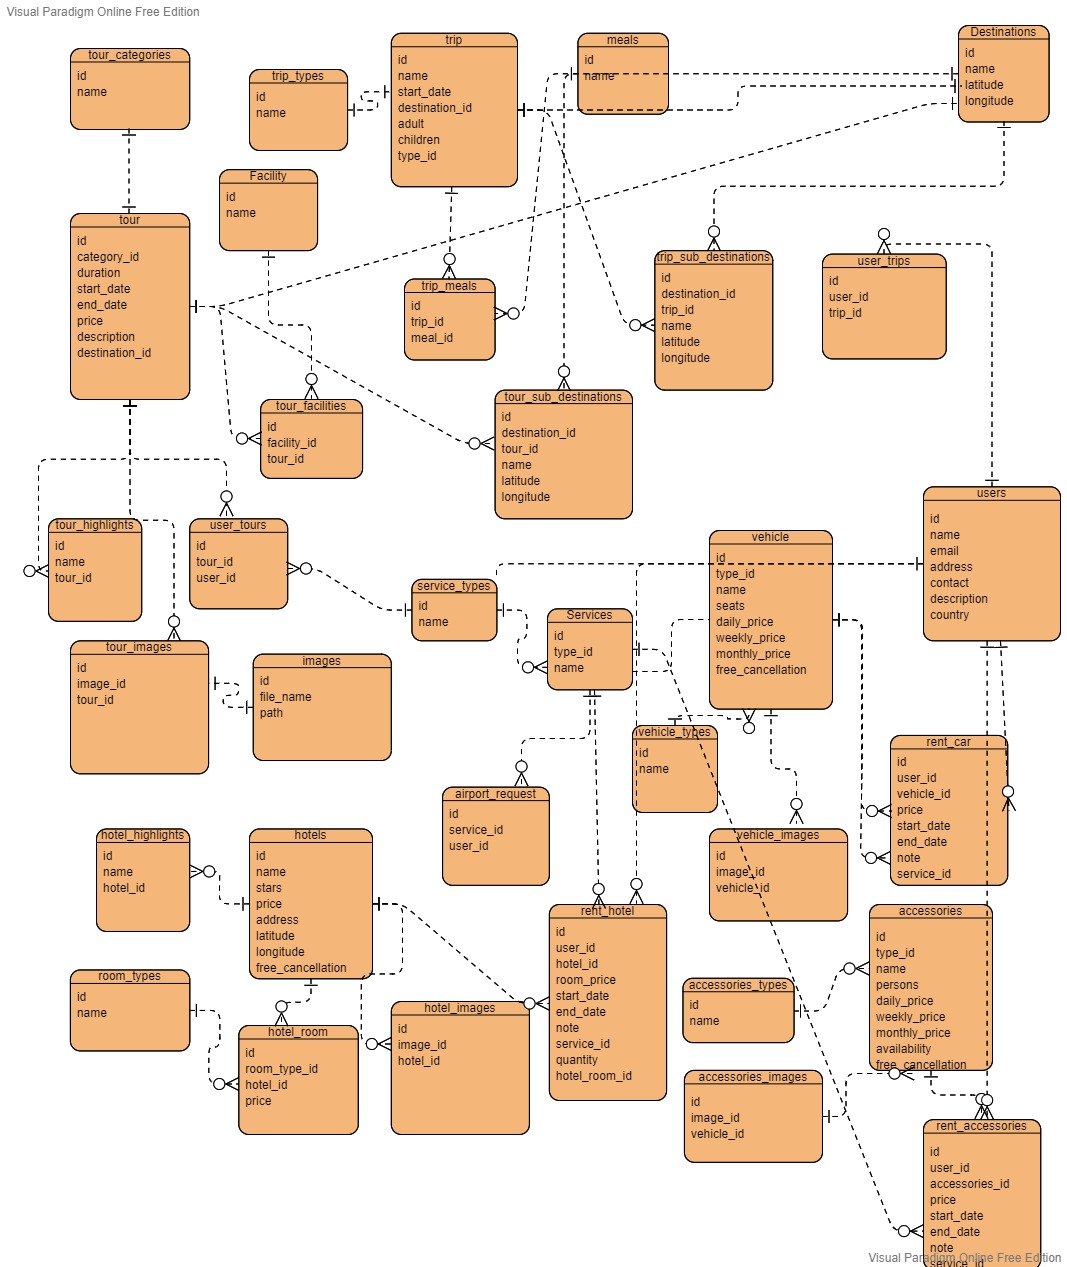 Visual Paradigm Online Free Edition
tour_categories
id
name
trip_types
id
name
trip
id
name
start_date
destination_id
adult
children
type_id
meals
id
name
Destinations
id
name
latitude
longitude
Facility
id
name
tour
id
category_id
duration
start_date
end_date
price
description
destination_id
trip_meals
id
trip_id
meal_id
trip_sub_destinations
id
destination_id
trip_id
name
latitude
longitude
user_trips
id
user_id
trip_id
tour_facilities
id
facility_id
tour_id
tour_sub_destinations
id
destination_id
tour_id
name
latitude
longitude
users
id
name
email
address
contact
description
country
tour_highlights
id
name
tour_id
user_tours
id
tour_id
user_id
service_types
id
name
Services
id
type_id
name
vehicle
id
type_id
name
seats
daily_price
weekly_price
monthly_price
free_cancellation
tour_images
id
image_id
tour_id
images
id
file_name
path
vehicle_types
id
name
rent_car
id
user_id
vehicle_id
price
start_date
end_date
note
service_id
airport_request
id
service_id
user_id
vehicle_images
id
image_id
vehicle_id
hotel_highlights
id
name
hotel_id
hotels
id
name
stars
price
address
latitude
longitude
free_cancellation
rent_hotel
id
user_id
hotel_id
room_price
start_date
end_date
note
service_id
quantity
hotel_room_id
accessories
id
type_id
name
persons
daily_price
weekly_price
monthly_price
availability
free_cancellation
room_types
id
name
hotel_room
id
room_type_id
hotel_id
price
hotel_images
id
image_id
hotel_id
accessories_types
id
name
accessories_images
id
image_id
vehicle_id
rent_accessories
id
user_id
accessories_id
price
start_date
end_date
note
service_id
Visual Paradigm Online Free Edition